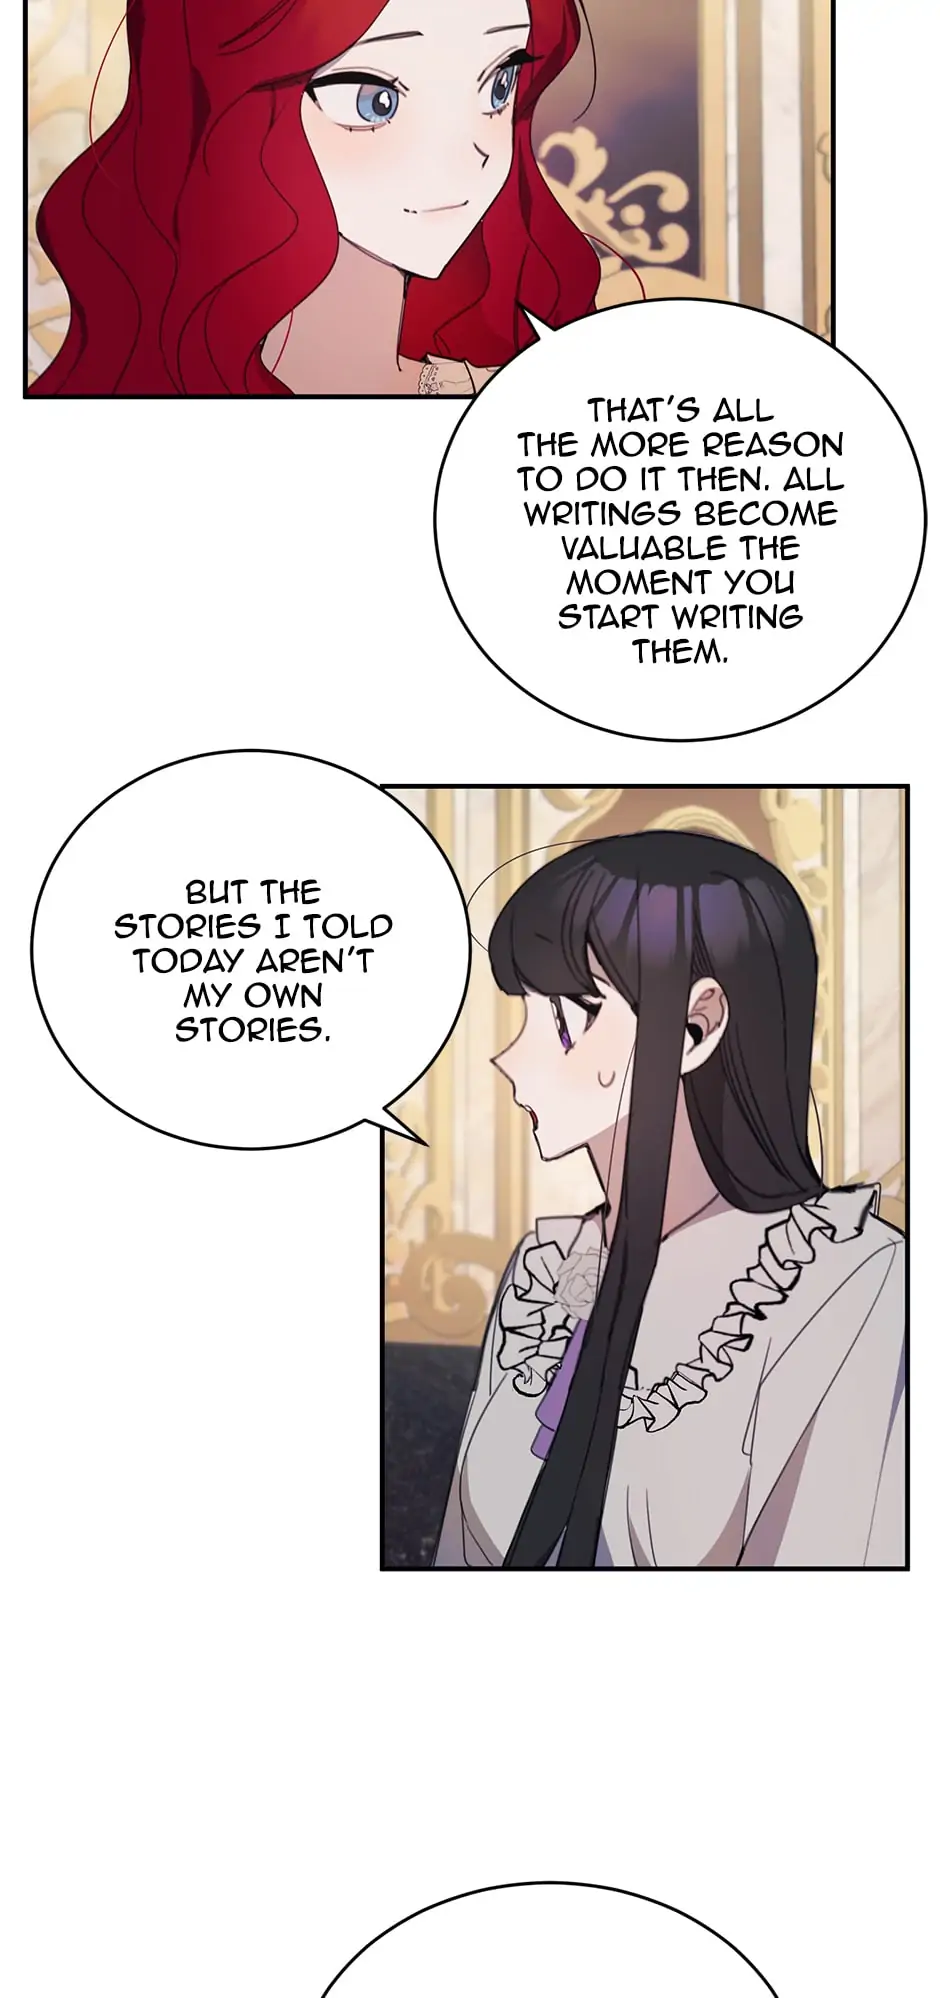 THAT'S ALL
THE MORE REASON
TO DO IT THEN. ALL
WRITINGS BECOME
VALUABLE THE
MOMENT YOU
START WRITING
THEM.
BUT THE
STORIES I TOLD
TODAY AREN'T
MY OWN
STORIES.